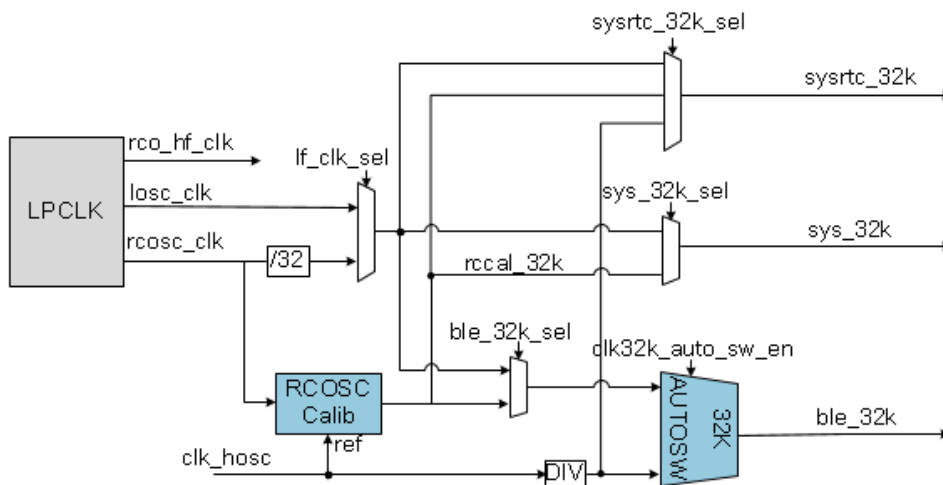 sysrtc_32k_sel
sysrtc_32k
rco_hf_clk
lf_clk_sel
losc_clk
LPCLK
sys_32k_sel
sys_32k
rcosc_clk
/32
rccal_32k
ble_32k_sel
clk32k_auto_sw_en
RCOSC
Calib
32K
AUTOSW
ble_32k
ref
clk_hosc
DIV